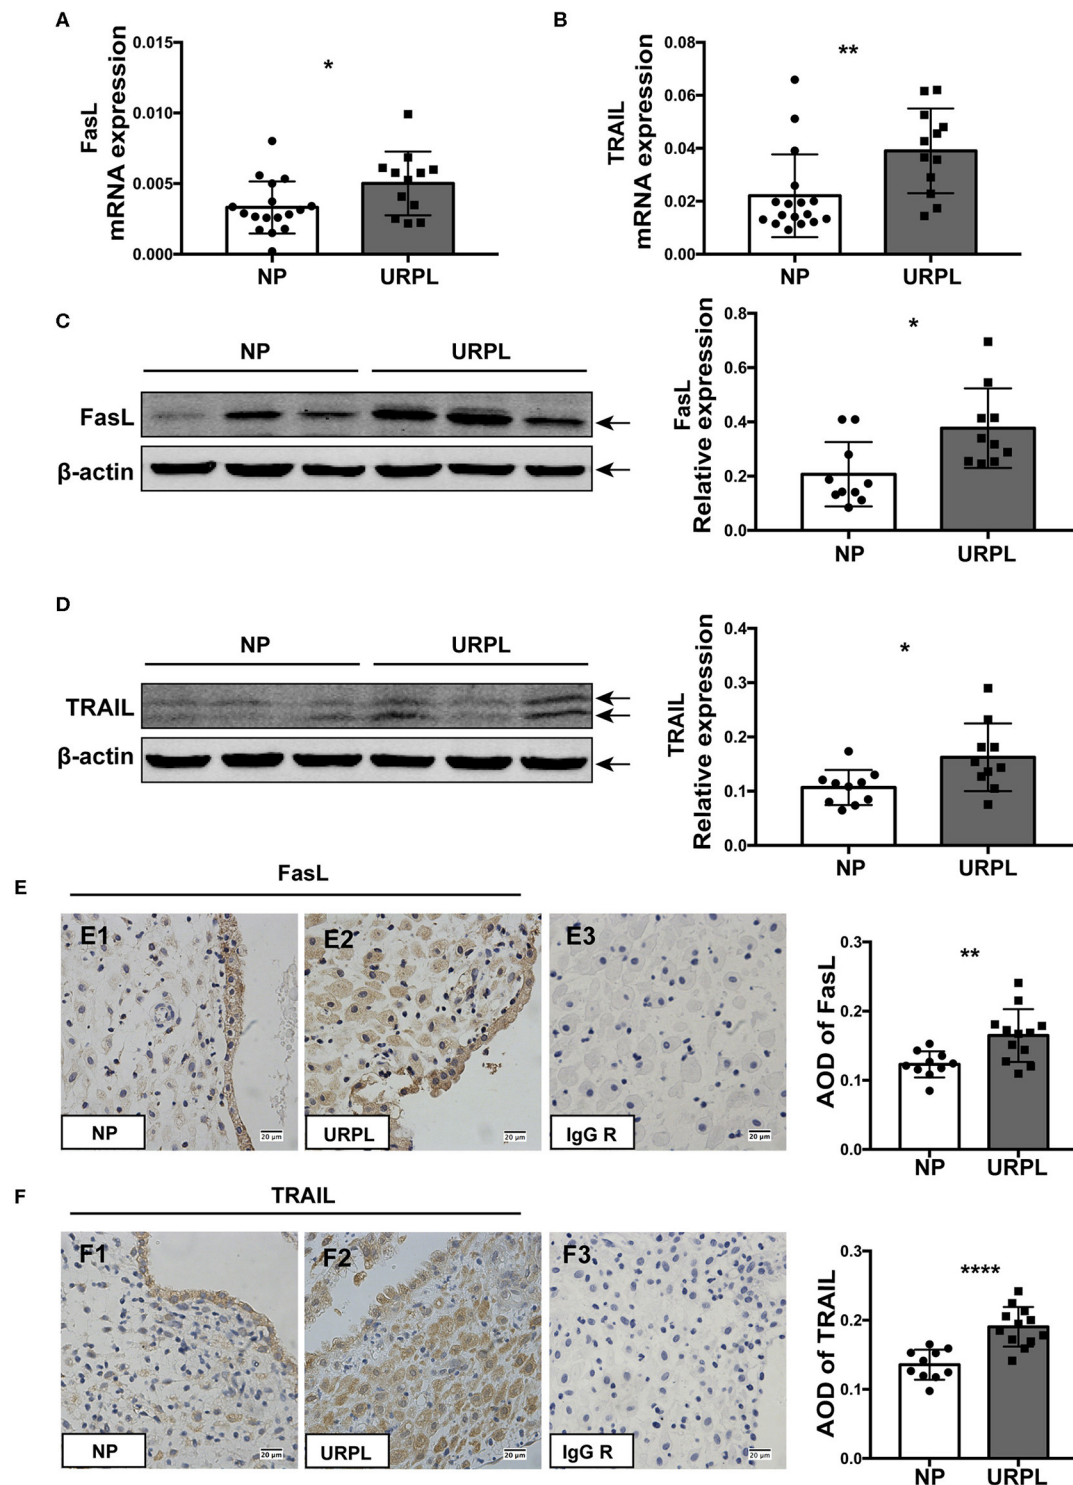 A
FasL
mRNA expression
0.015
0.010
0.005
0.000
*
NP
URPL
B
TRAIL
mRNA expression
0.08
0.06
0.04
0.02
0.00
**
NP
URPL
C
NP
URPL
FasL
β-actin
FasL
Relative expression
0.8
0.6
0.4
0.2
0.0
*
NP
URPL
D
NP
URPL
TRAIL
β-actin
TRAIL
Relative expression
0.4
0.3
0.2
0.1
0.0
*
NP
URPL
E
FasL
E1
NP
20 μm
E2
URPL
20 μm
E3
IgG R
20 μm
AOD of FasL
0.3
0.2
0.1
0.0
**
NP
URPL
F
TRAIL
F1
NP
20 μm
F2
URPL
20 μm
F3
IgG R
20 μm
AOD of TRAIL
0.3
0.2
0.1
0.0
****
NP
URPL